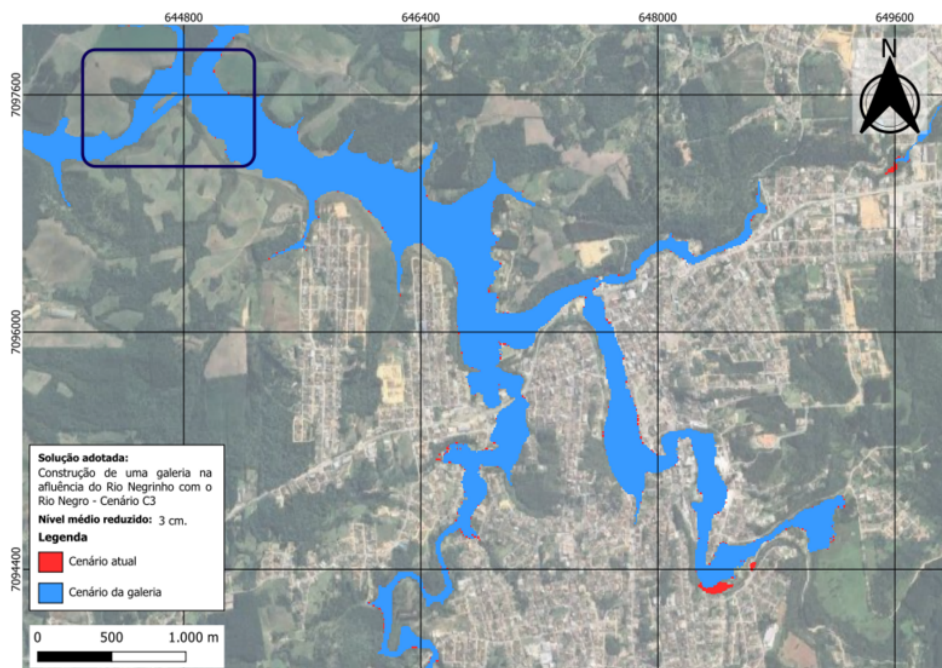 644800 646400 648000 649600
N
7097600
7096000
7094400
Solução adotada:
Construção de uma galeria na
afluência do Rio Negrinho com o
Rio Negro - Cenário C3
Nível médio reduzido: 3 cm.
Legenda
Cenário atual
Cenário da galeria
0 500 1.000 m